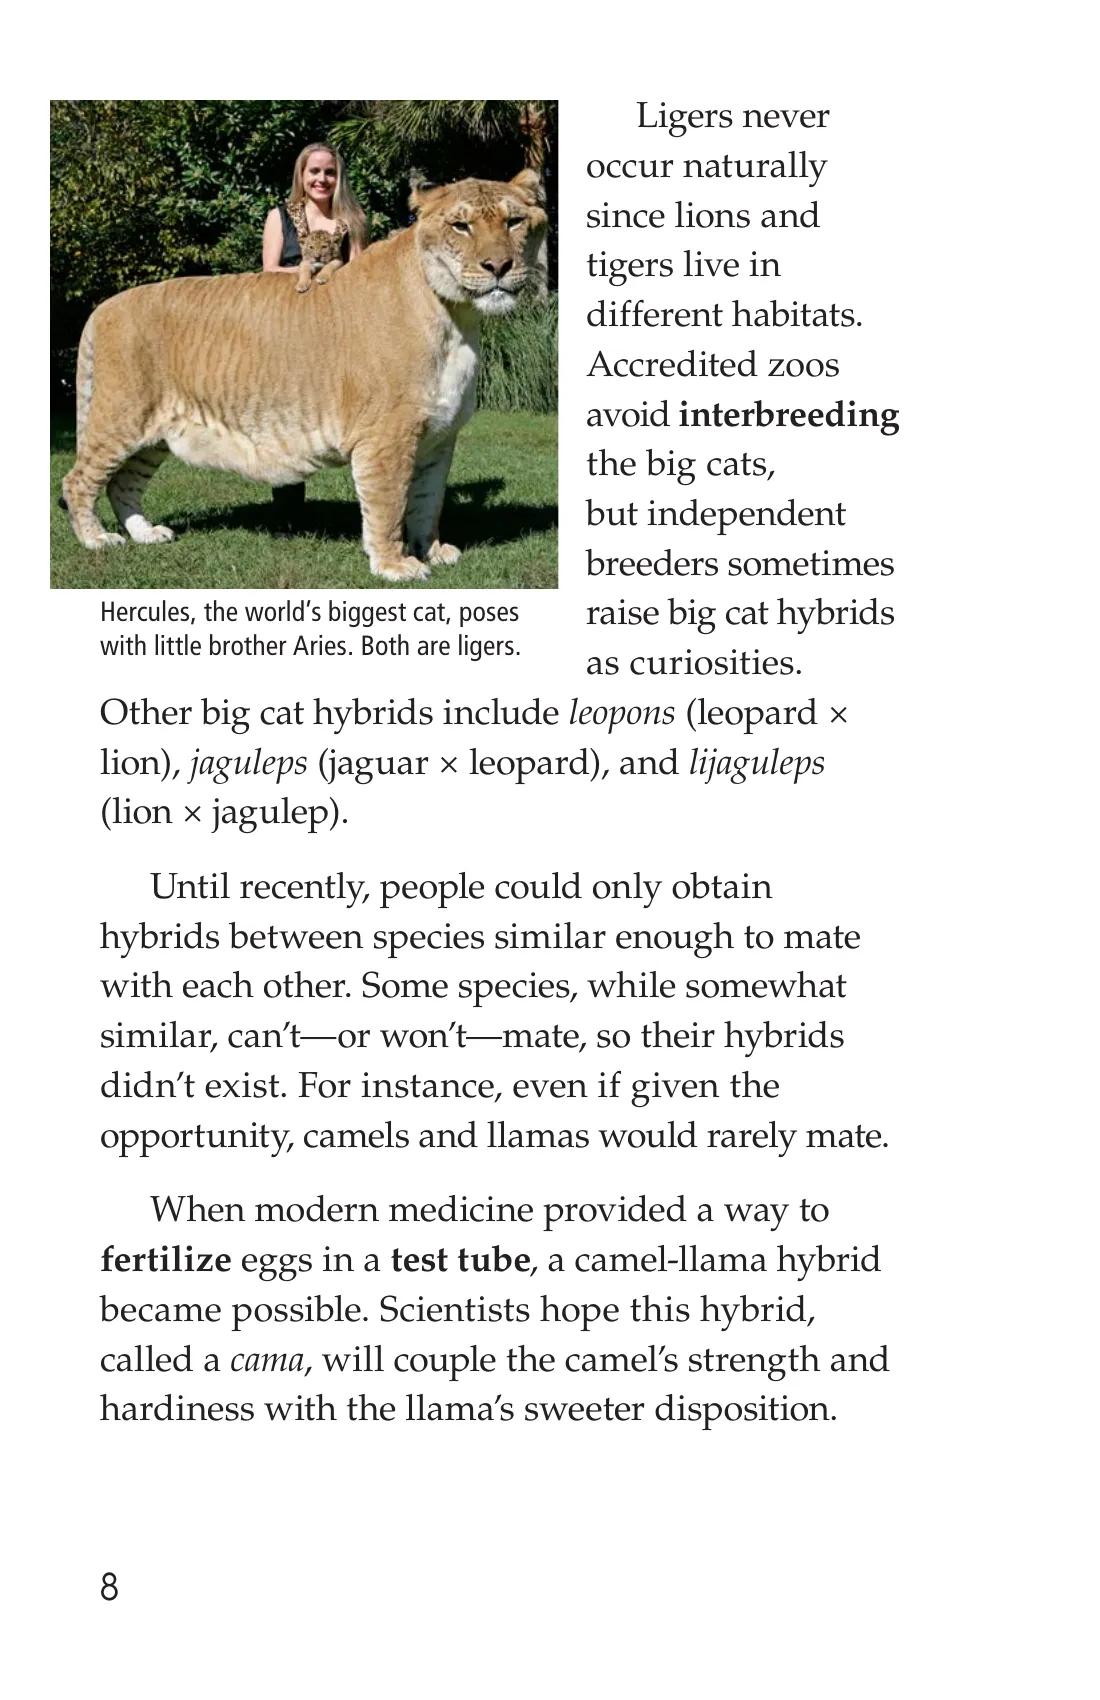 Ligers never
occur naturally
since lions and
tigers live in
different habitats.
Accredited zoos
avoid interbreeding
the big cats,
but independent
breeders sometimes
raise big cat hybrids
as curiosities.
Hercules, the world's biggest cat, poses
with little brother Aries. Both are ligers.
Other big cat hybrids include leopons (leopard ×
lion), jaguleps (jaguar × leopard), and lijaguleps
(lion × jagulep).
Until recently, people could only obtain
hybrids between species similar enough to mate
with each other. Some species, while somewhat
similar, can't—or won't—mate, so their hybrids
didn't exist. For instance, even if given the
opportunity, camels and llamas would rarely mate.
When modern medicine provided a way to
fertilize eggs in a test tube, a camel-llama hybrid
became possible. Scientists hope this hybrid,
called a cama, will couple the camel's strength and
hardiness with the llama's sweeter disposition.
8